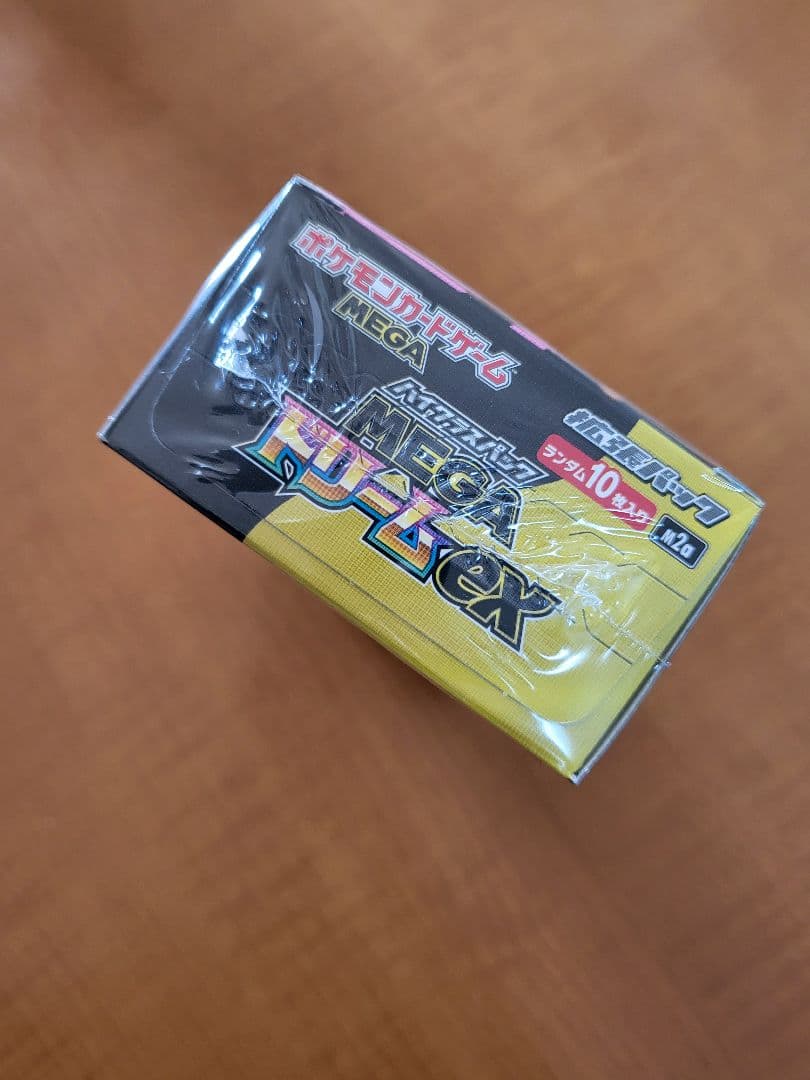 ポケモンカードゲーム
MEGA
拡張パック
ハイクラスパック
MEGA
ドリームex
ランダム10枚入り
M2a